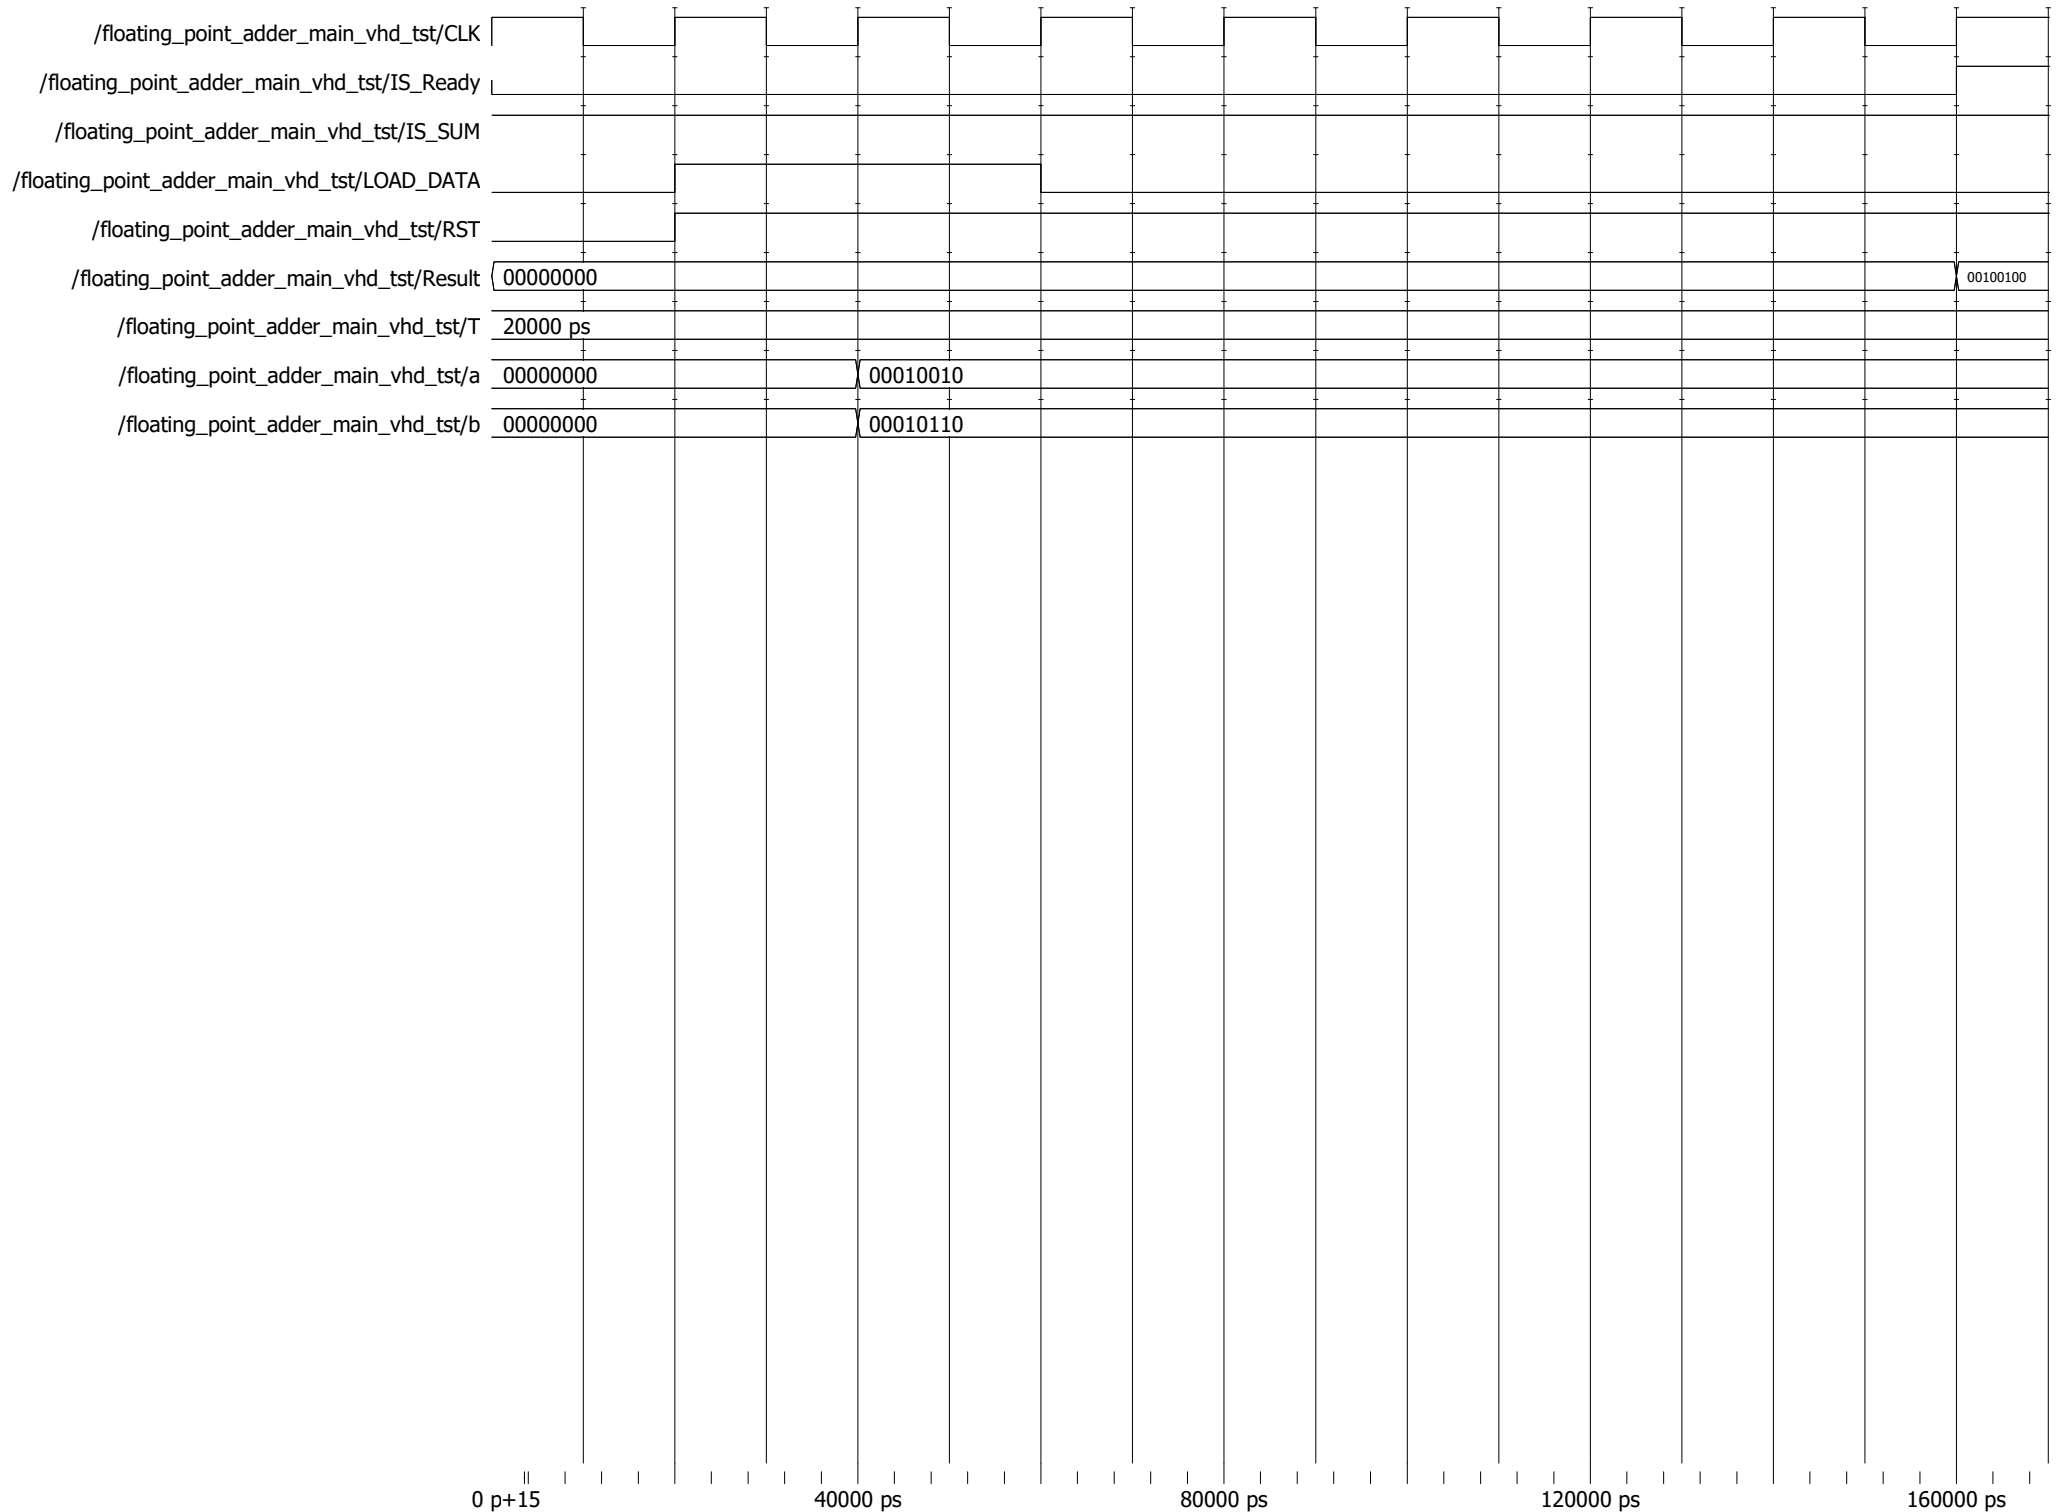 /floating_point_adder_main_vhd_tst/CLK
/floating_point_adder_main_vhd_tst/IS_Ready
/floating_point_adder_main_vhd_tst/IS_SUM
/floating_point_adder_main_vhd_tst/LOAD_DATA
/floating_point_adder_main_vhd_tst/RST
/floating_point_adder_main_vhd_tst/Result 00000000 00100100
/floating_point_adder_main_vhd_tst/T 20000 ps
/floating_point_adder_main_vhd_tst/a 00000000 00010010
/floating_point_adder_main_vhd_tst/b 00000000 00010110
0 p+15 40000 ps 80000 ps 120000 ps 160000 ps